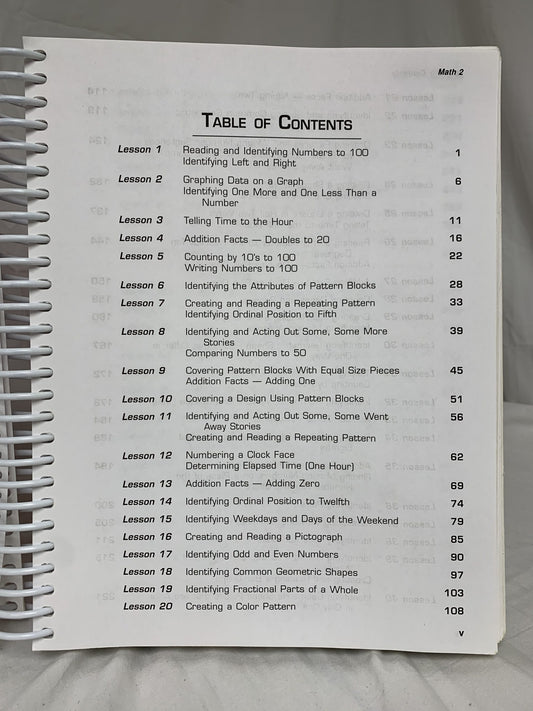 Math 2
TABLE OF CONTENTS
Lesson 1 Reading and Identifying Numbers to 100 1
Identifying Left and Right
Lesson 2 Graphing Data on a Graph 6
Identifying One More and One Less Than a
Number
Lesson 3 Telling Time to the Hour 11
Lesson 4 Addition Facts — Doubles to 20 16
Lesson 5 Counting by 10's to 100 22
Writing Numbers to 100
Lesson 6 Identifying the Attributes of Pattern Blocks 28
Lesson 7 Creating and Reading a Repeating Pattern 33
Identifying Ordinal Position to Fifth
Lesson 8 Identifying and Acting Out Some, Some More 39
Stories
Comparing Numbers to 50
Lesson 9 Covering Pattern Blocks With Equal Size Pieces 45
Addition Facts — Adding One
Lesson 10 Covering a Design Using Pattern Blocks 51
Lesson 11 Identifying and Acting Out Some, Some Went 56
Away Stories
Creating and Reading a Repeating Pattern
Lesson 12 Numbering a Clock Face 62
Determining Elapsed Time (One Hour)
Lesson 13 Addition Facts — Adding Zero 69
Lesson 14 Identifying Ordinal Position to Twelfth 74
Lesson 15 Identifying Weekdays and Days of the Weekend 79
Lesson 16 Creating and Reading a Pictograph 85
Lesson 17 Identifying Odd and Even Numbers 90
Lesson 18 Identifying Common Geometric Shapes 97
Lesson 19 Identifying Fractional Parts of a Whole 103
Lesson 20 Creating a Color Pattern 108
v